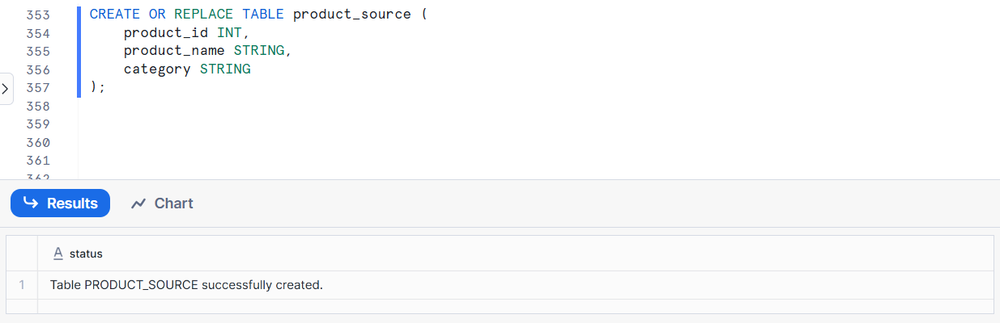 353 CREATE OR REPLACE TABLE product_source (
354 product_id INT,
355 product_name STRING,
356 category STRING
357 );
358
359
360
361
362
Results Chart
A status
1 Table PRODUCT_SOURCE successfully created.